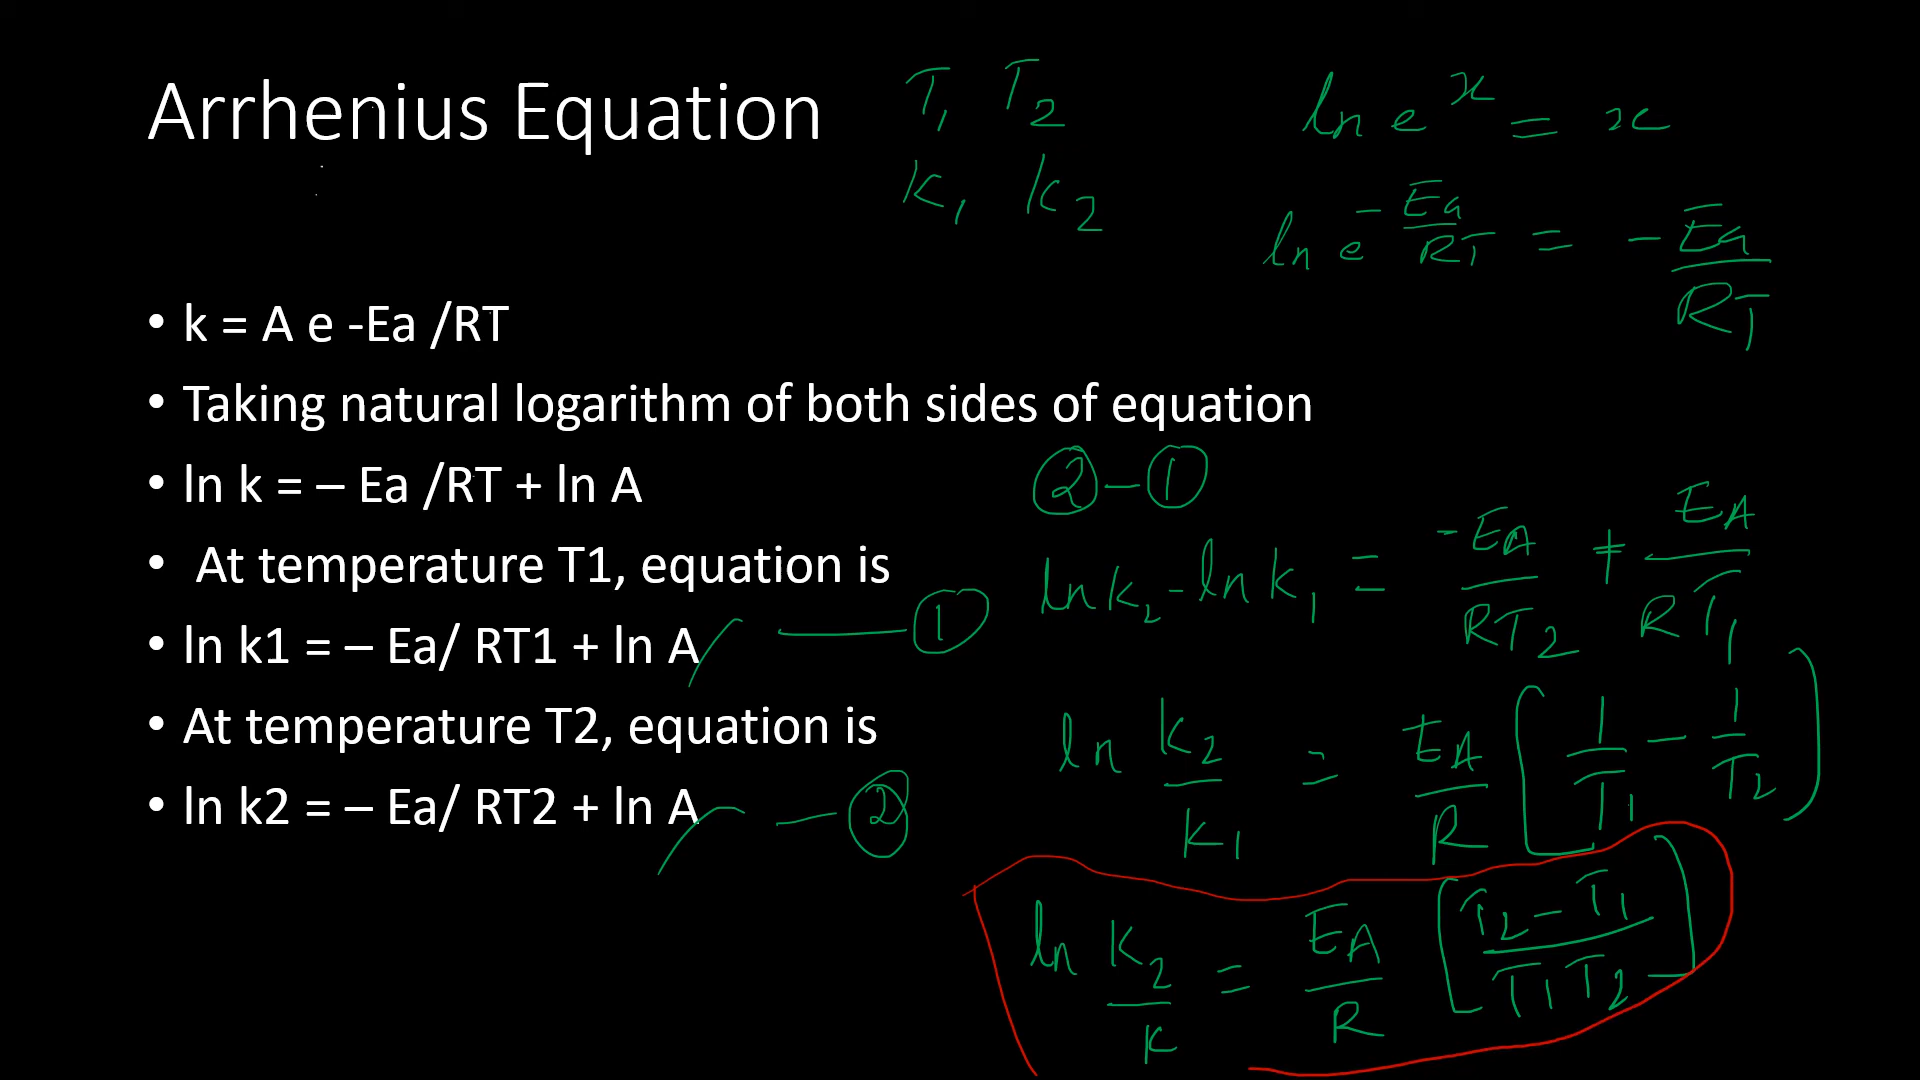 Arrhenius Equation
T1 T2
k1 k2
ln e^x = x
ln e^-Ea/RT = - Ea/RT
• k = A e -Ea /RT
• Taking natural logarithm of both sides of equation
• ln k = – Ea /RT + ln A
• At temperature T1, equation is
• ln k1 = – Ea/ RT1 + ln A — ①
• At temperature T2, equation is
• ln k2 = – Ea/ RT2 + ln A — ②
② – ①
ln k2 - ln k1 = -EA/RT2 + EA/RT1
ln k2/k1 = EA/R [1/T1 - 1/T2]
ln k2/k = EA/R [T2 - T1/T1 T2]